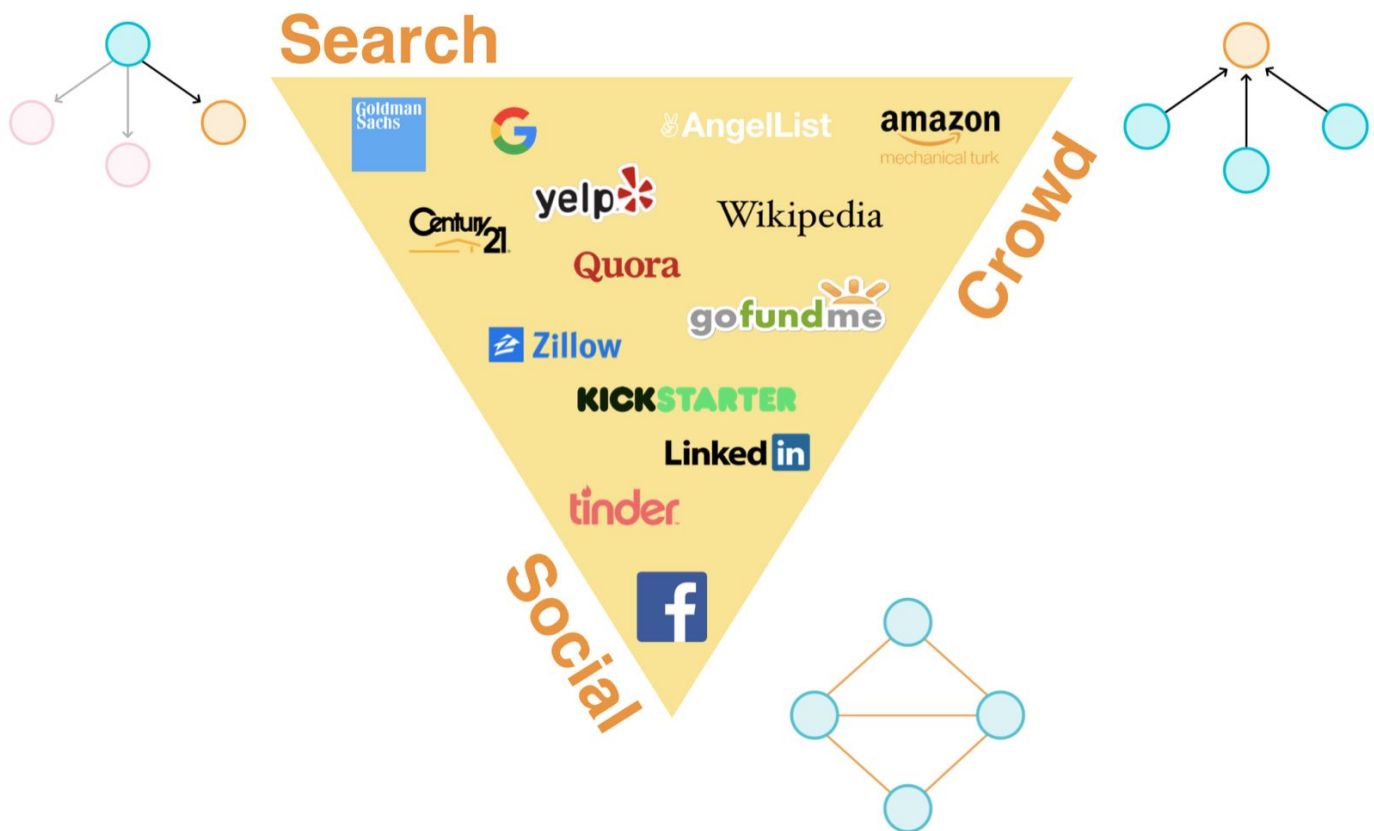 Search
Goldman
Sachs
G
AngelList
amazon
mechanical turk
Crowd
yelp
Century 21
Wikipedia
Quora
gofundme
Zillow
KICKSTARTER
Linked in
tinder
Social
f